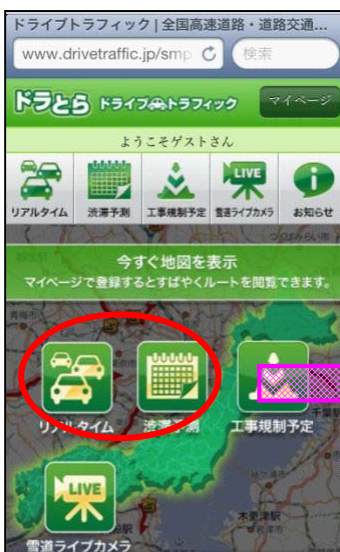 ドライブトラフィック | 全国高速道路・道路交通...
www.drivetraffic.jp/smp
検索
ドラとら ドライブ トラフィック
マイページ
ようこそゲストさん
LIVE
i
リアルタイム 渋滞予測 工事規制予定 雪道ライブカメラ お知らせ
今すぐ地図を表示
マイページで登録するとすばやくルートを閲覧できます。
リアルタイム 渋滞予測 工事規制予定
千葉
LIVE
木更津
雪道ライブカメラ